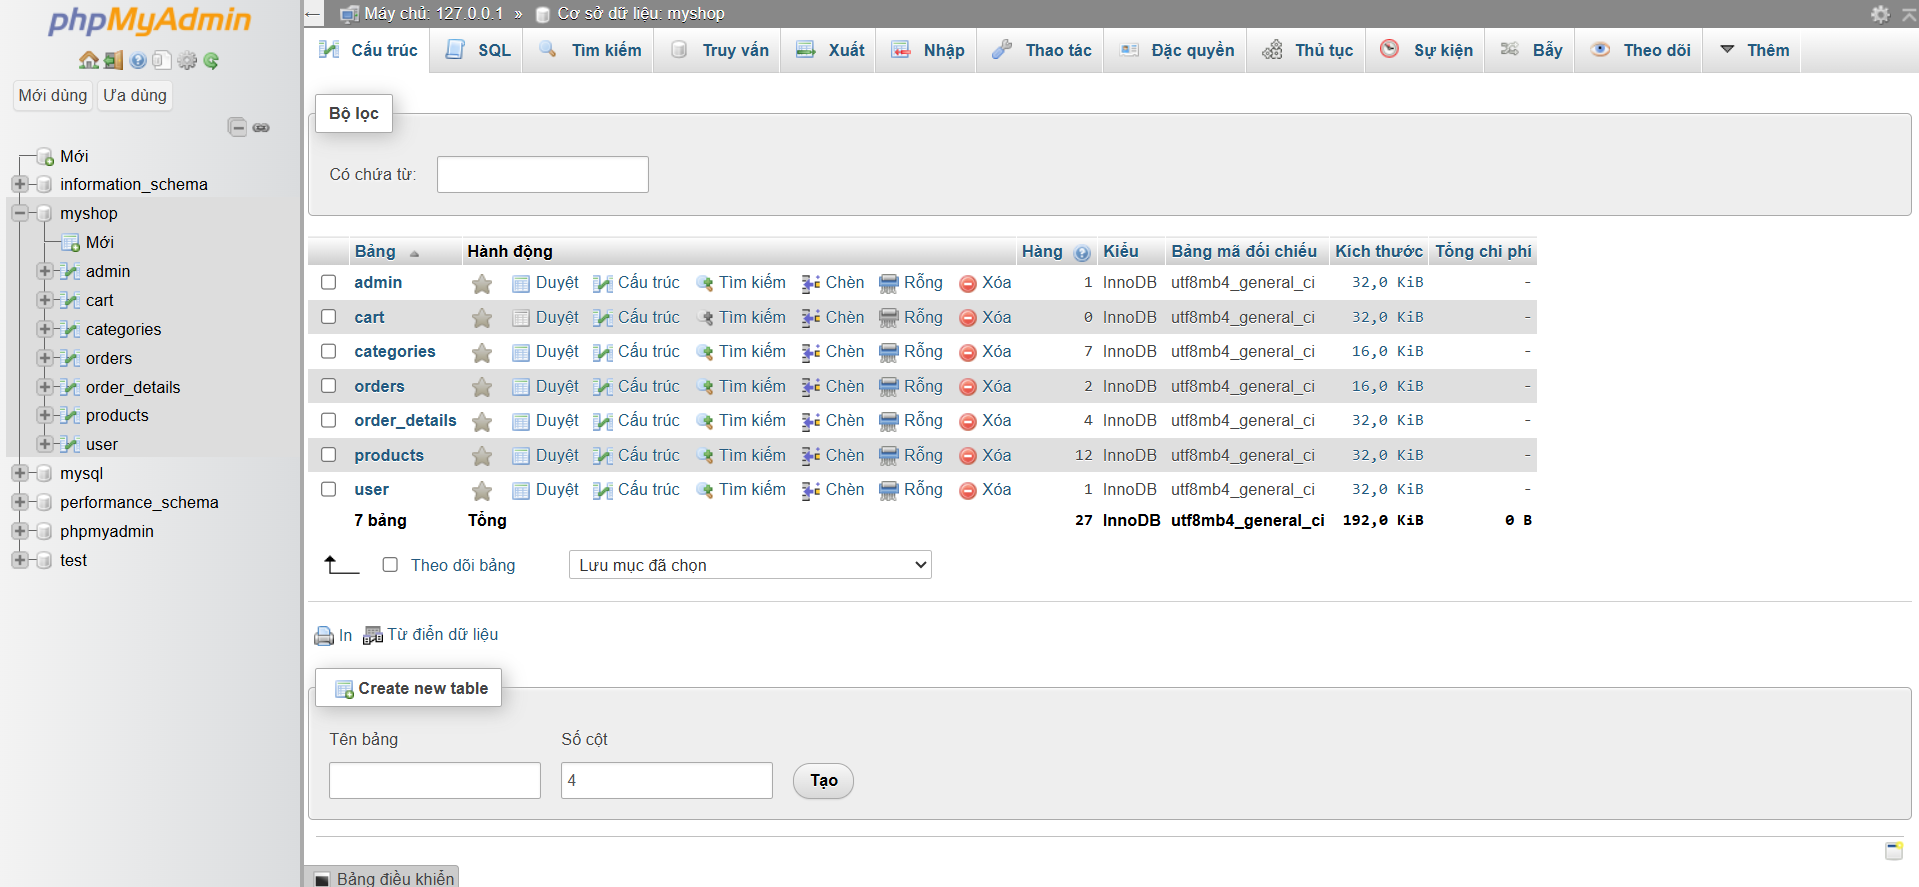 phpMyAdmin
Mới dùng Ưa dùng
Mới
information_schema
myshop
Mới
admin
cart
categories
orders
order_details
products
user
mysql
performance_schema
phpmyadmin
test
Máy chủ: 127.0.0.1 » Cơ sở dữ liệu: myshop
Cấu trúc SQL Tìm kiếm Truy vấn Xuất Nhập Thao tác Đặc quyền Thủ tục Sự kiện Bẫy Theo dõi Thêm
Bộ lọc
Có chứa từ:
Bảng Hành động Hàng Kiểu Bảng mã đối chiếu Kích thước Tổng chi phí
admin Duyệt Cấu trúc Tìm kiếm Chèn Rỗng Xóa 1 InnoDB utf8mb4_general_ci 32,0 KiB -
cart Duyệt Cấu trúc Tìm kiếm Chèn Rỗng Xóa 0 InnoDB utf8mb4_general_ci 32,0 KiB -
categories Duyệt Cấu trúc Tìm kiếm Chèn Rỗng Xóa 7 InnoDB utf8mb4_general_ci 16,0 KiB -
orders Duyệt Cấu trúc Tìm kiếm Chèn Rỗng Xóa 2 InnoDB utf8mb4_general_ci 16,0 KiB -
order_details Duyệt Cấu trúc Tìm kiếm Chèn Rỗng Xóa 4 InnoDB utf8mb4_general_ci 32,0 KiB -
products Duyệt Cấu trúc Tìm kiếm Chèn Rỗng Xóa 12 InnoDB utf8mb4_general_ci 32,0 KiB -
user Duyệt Cấu trúc Tìm kiếm Chèn Rỗng Xóa 1 InnoDB utf8mb4_general_ci 32,0 KiB -
7 bảng Tổng 27 InnoDB utf8mb4_general_ci 192,0 KiB 0 B
Theo dõi bảng Lưu mục đã chọn
In Từ điển dữ liệu
Create new table
Tên bảng Số cột
4 Tạo
Bảng điều khiển